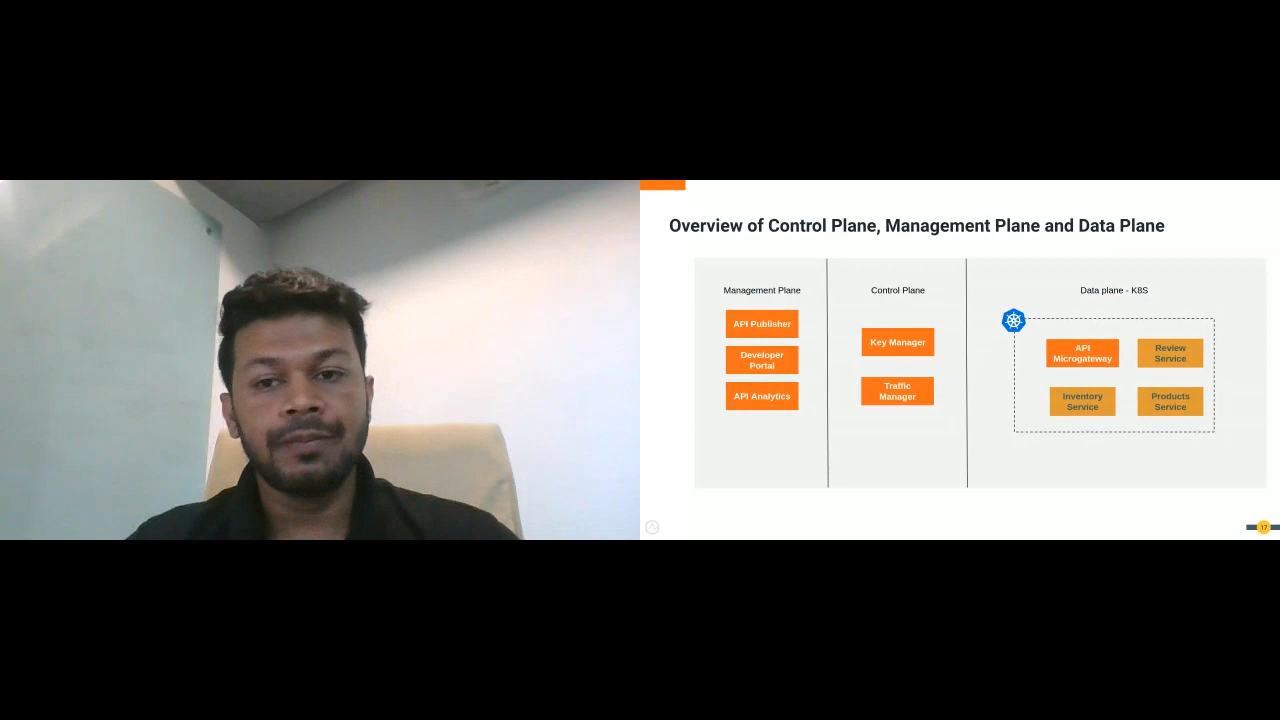 Overview of Control Plane, Management Plane and Data Plane
Management Plane
API Publisher
Developer
Portal
API Analytics
Control Plane
Key Manager
Traffic
Manager
Data plane - K8S
API
Microgateway
Review
Service
Inventory
Service
Products
Service
17